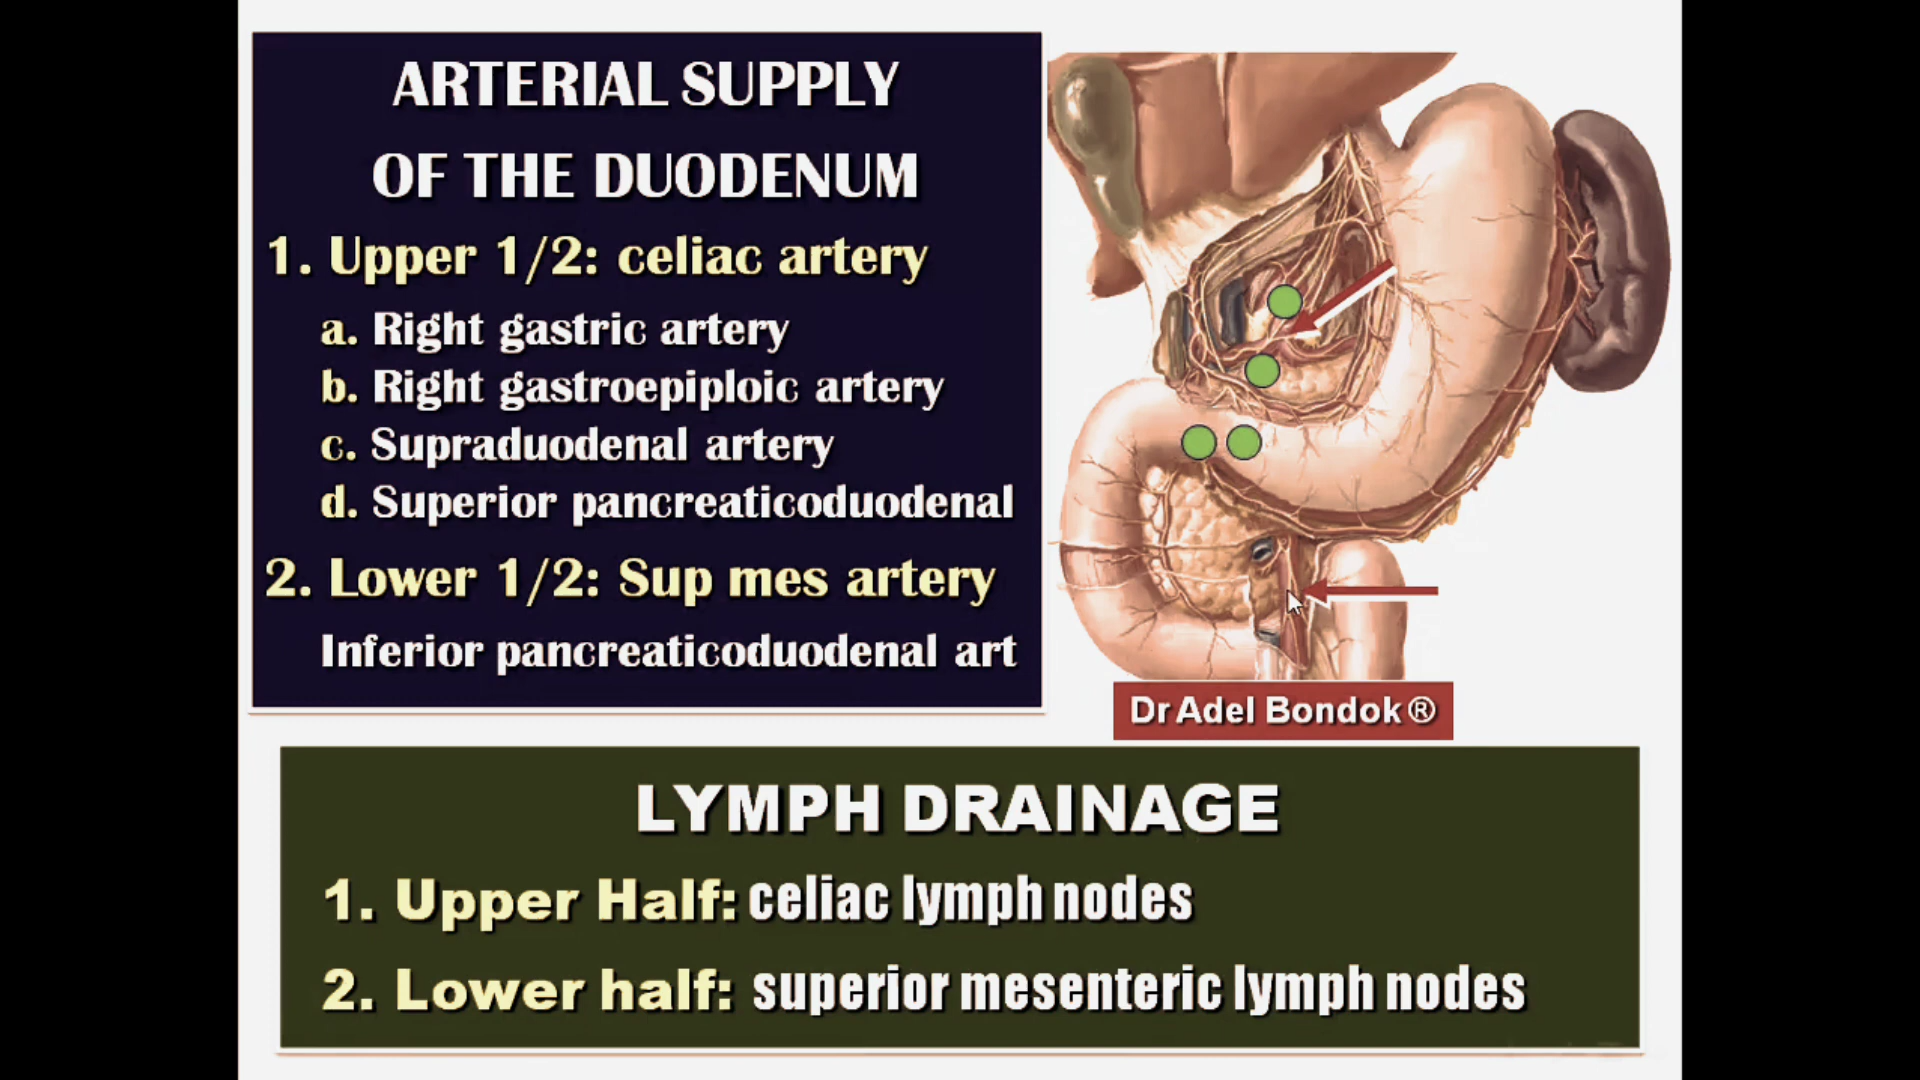 ARTERIAL SUPPLY
OF THE DUODENUM
1. Upper 1/2: celiac artery
a. Right gastric artery
b. Right gastroepiploic artery
c. Supraduodenal artery
d. Superior pancreaticoduodenal
2. Lower 1/2: Sup mes artery
Inferior pancreaticoduodenal art
Dr Adel Bondok ®
LYMPH DRAINAGE
1. Upper Half: celiac lymph nodes
2. Lower half: superior mesenteric lymph nodes